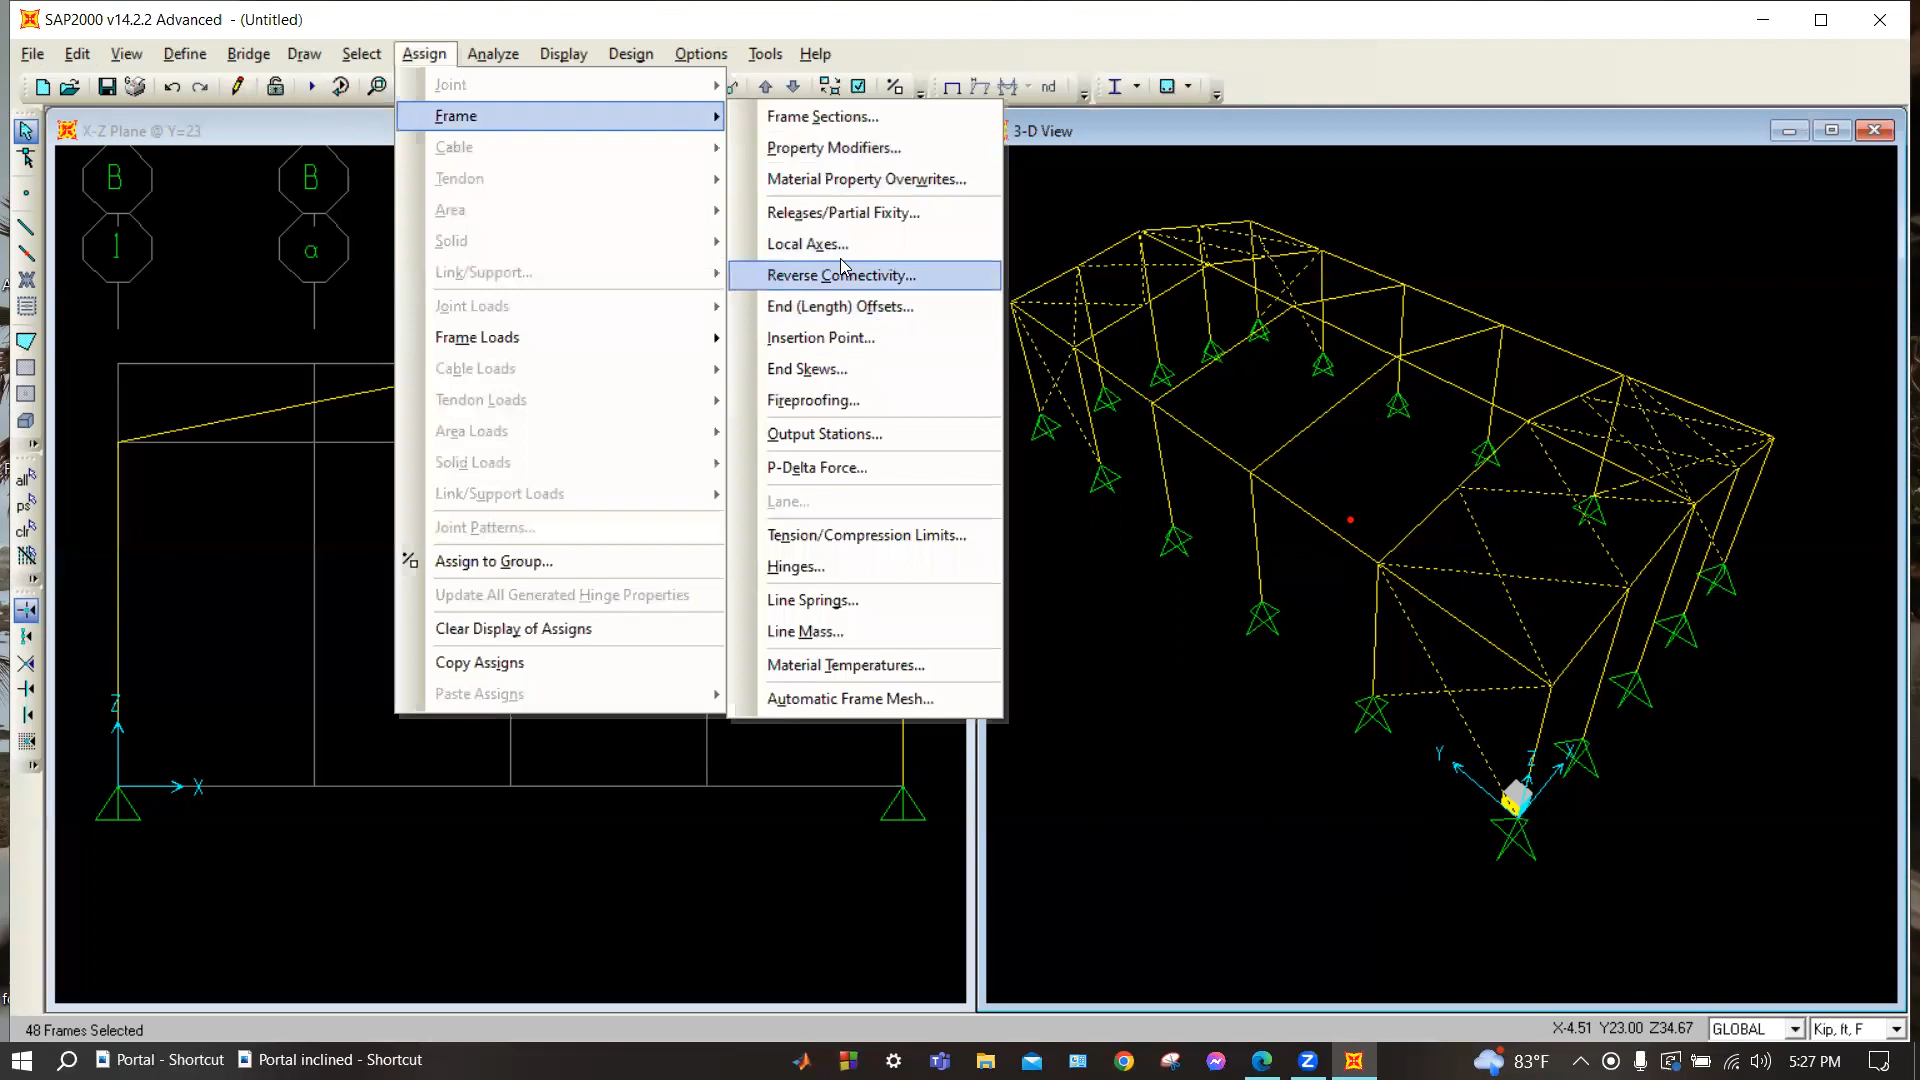 SAP2000 v14.2.2 Advanced - (Untitled)
File Edit View Define Bridge Draw Select Assign Analyze Display Design Options Tools Help
nd
X-Z Plane @ Y=23
3-D View
B B
1 a
Z
X
Joint
Frame
Cable
Tendon
Area
Solid
Link/Support...
Joint Loads
Frame Loads
Cable Loads
Tendon Loads
Area Loads
Solid Loads
Link/Support Loads
Joint Patterns...
Assign to Group...
Update All Generated Hinge Properties
Clear Display of Assigns
Copy Assigns
Paste Assigns
Frame Sections...
Property Modifiers...
Material Property Overwrites...
Releases/Partial Fixity...
Local Axes...
Reverse Connectivity...
End (Length) Offsets...
Insertion Point...
End Skews...
Fireproofing...
Output Stations...
P-Delta Force...
Lane...
Tension/Compression Limits...
Hinges...
Line Springs...
Line Mass...
Material Temperatures...
Automatic Frame Mesh...
all
ps
clr
Y Z X
48 Frames Selected
X-4.51 Y23.00 Z34.67
GLOBAL
Kip, ft, F
Portal - Shortcut
Portal inclined - Shortcut
83°F
5:27 PM